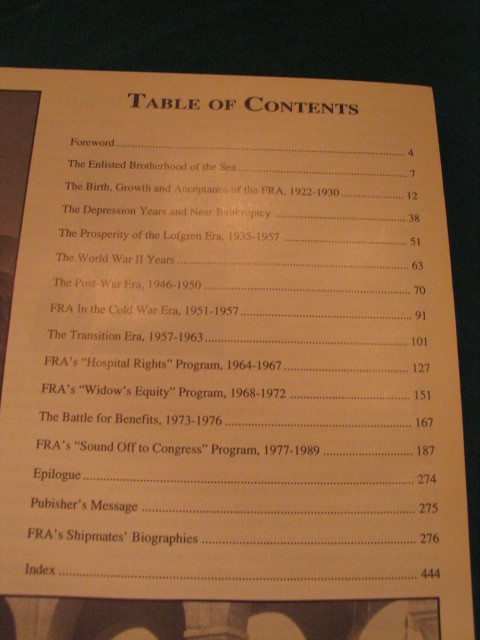 TABLE OF CONTENTS
Foreword.................................................................................................... 4
The Enlisted Brotherhood of the Sea................................................... 7
The Birth, Growth and Acceptance of the FRA, 1922-1930................... 12
The Depression Years and Near Bankrupicy ........................................ 38
The Prosperity of the Lofgren Era, 1935-1957 .................................... 51
The World War II Years...................................................................... 63
The Post-War Era, 1946-1950.............................................................. 70
FRA In the Cold War Era, 1951-1957.................................................. 91
The Transition Era, 1957-1963............................................................. 101
FRA's "Hospital Rights" Program, 1964-1967...................................... 127
FRA's "Widow's Equity" Program, 1968-1972 .................................... 151
The Battle for Benefits, 1973-1976 ...................................................... 167
FRA's "Sound Off to Congress" Program, 1977-1989 .......................... 187
Epilogue ............................................................................................... 274
Pubisher's Message .............................................................................. 275
FRA's Shipmates' Biographies ............................................................. 276
Index ..................................................................................................... 444